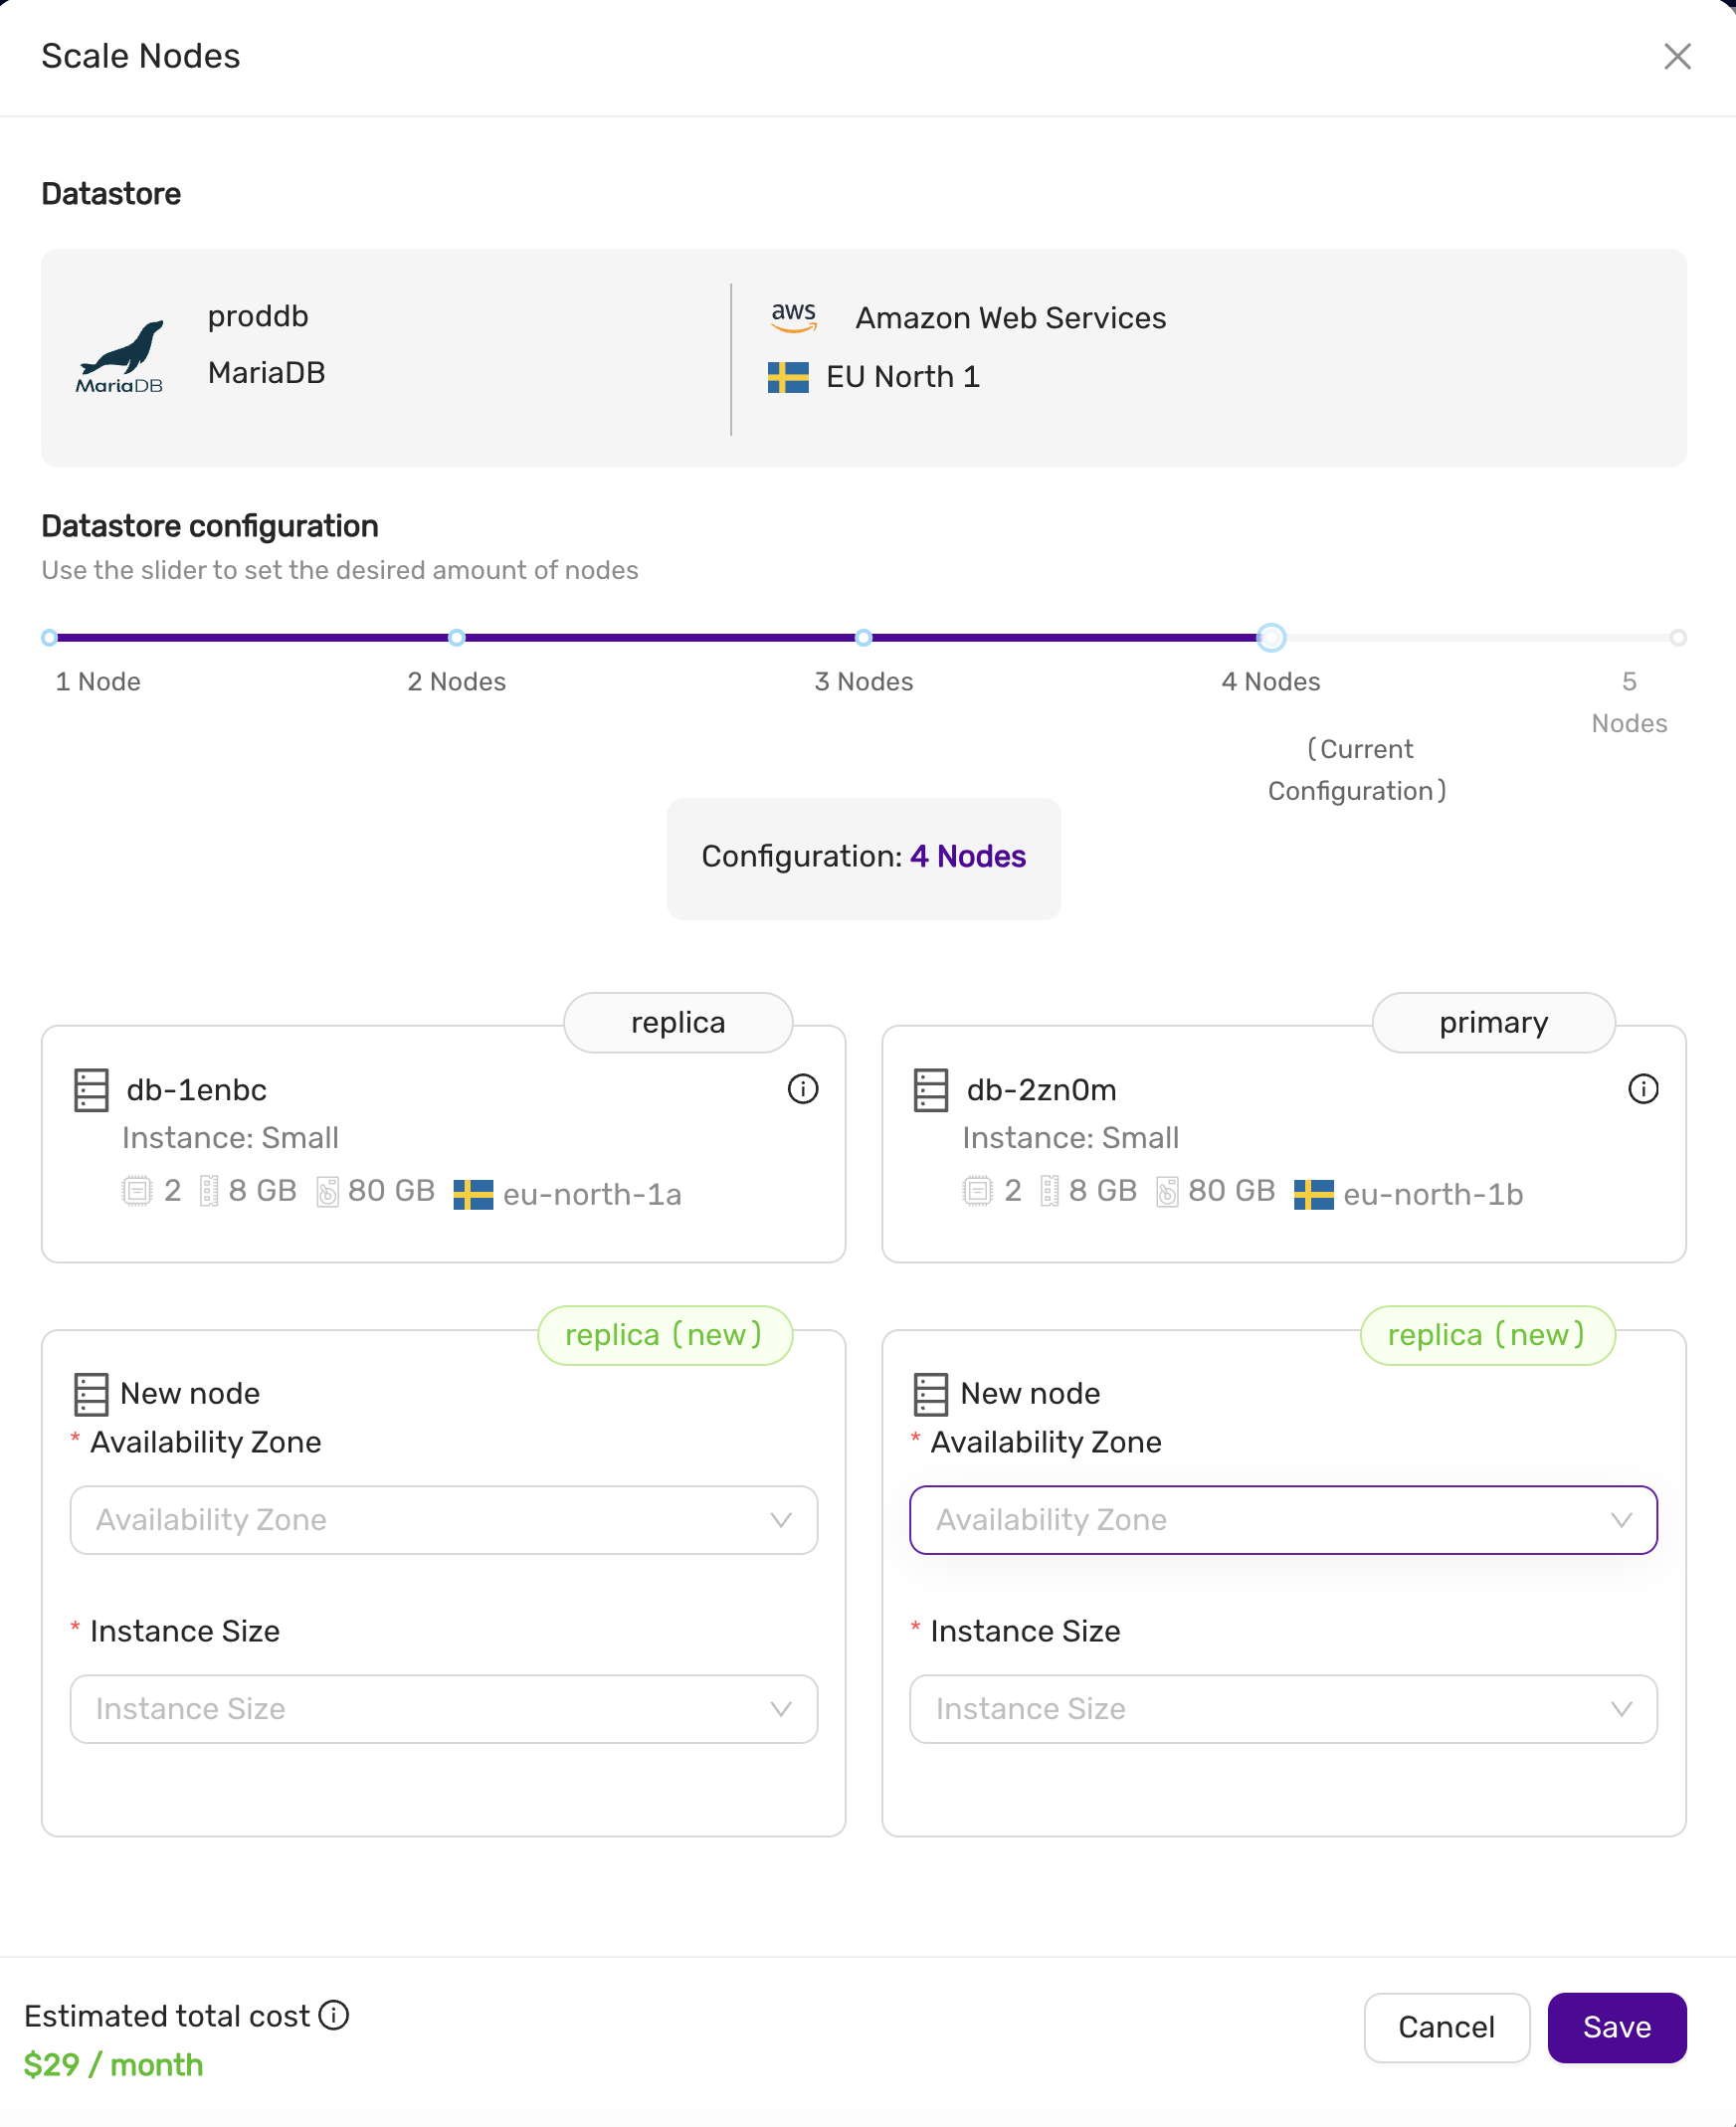 Scale Nodes
Datastore
MariaDB
proddb
MariaDB
aws Amazon Web Services
EU North 1
Datastore configuration
Use the slider to set the desired amount of nodes
1 Node
2 Nodes
3 Nodes
4 Nodes
(Current
Configuration)
5
Nodes
Configuration: 4 Nodes
replica
db-1enbc
Instance: Small
2 8 GB 80 GB eu-north-1a
primary
db-2zn0m
Instance: Small
2 8 GB 80 GB eu-north-1b
replica (new)
New node
* Availability Zone
Availability Zone
* Instance Size
Instance Size
replica (new)
New node
* Availability Zone
Availability Zone
* Instance Size
Instance Size
Estimated total cost
$29 / month
Cancel
Save